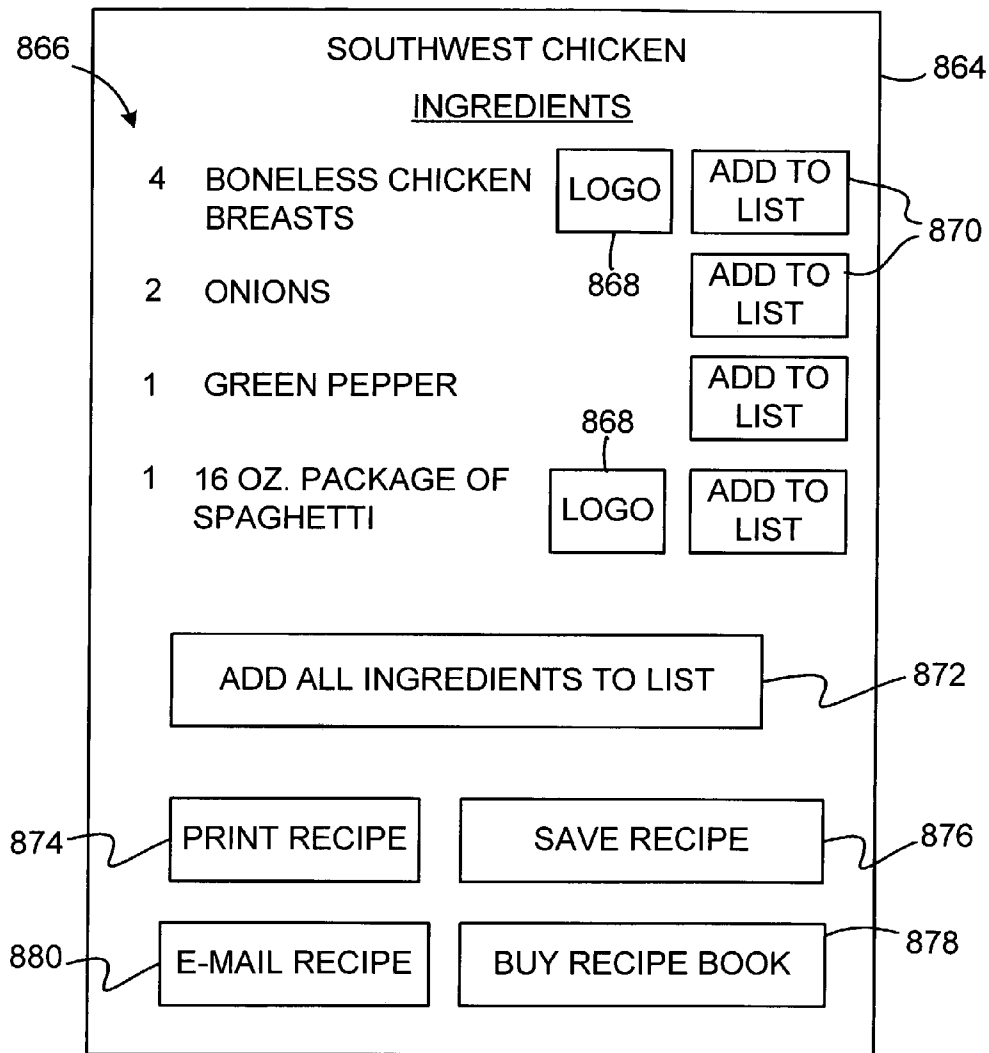 866
SOUTHWEST CHICKEN
864
INGREDIENTS
4 BONELESS CHICKEN
BREASTS
LOGO
ADD TO
LIST
870
868
2 ONIONS
ADD TO
LIST
1 GREEN PEPPER
ADD TO
LIST
868
1 16 OZ. PACKAGE OF
SPAGHETTI
LOGO
ADD TO
LIST
ADD ALL INGREDIENTS TO LIST
872
874
PRINT RECIPE
SAVE RECIPE
876
880
E-MAIL RECIPE
BUY RECIPE BOOK
878